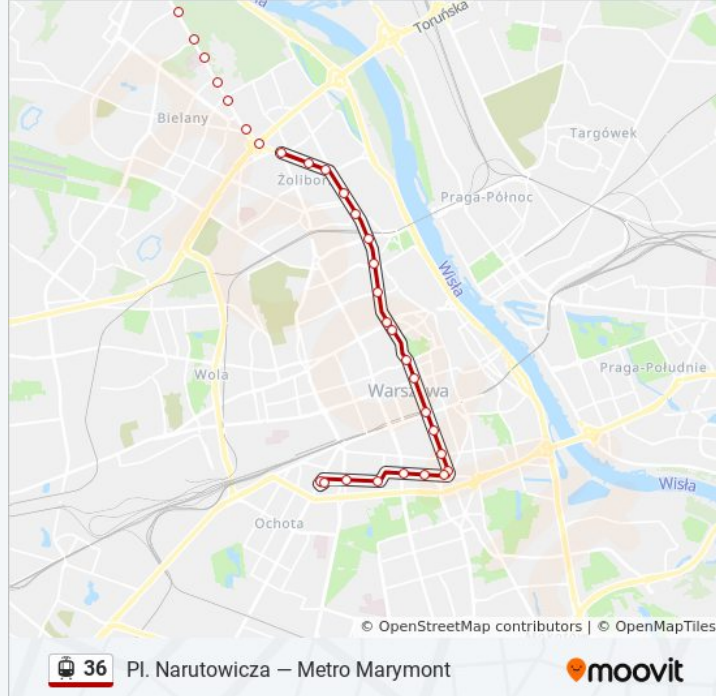 Toruńska
Bielany
Targówek
Żolibor
Praga-Północ
Wisła
Wola
Praga-Południe
Warszawa
Wisła
Ochota
© OpenStreetMap contributors | © OpenMapTiles
36 Pl. Narutowicza — Metro Marymont
moovit